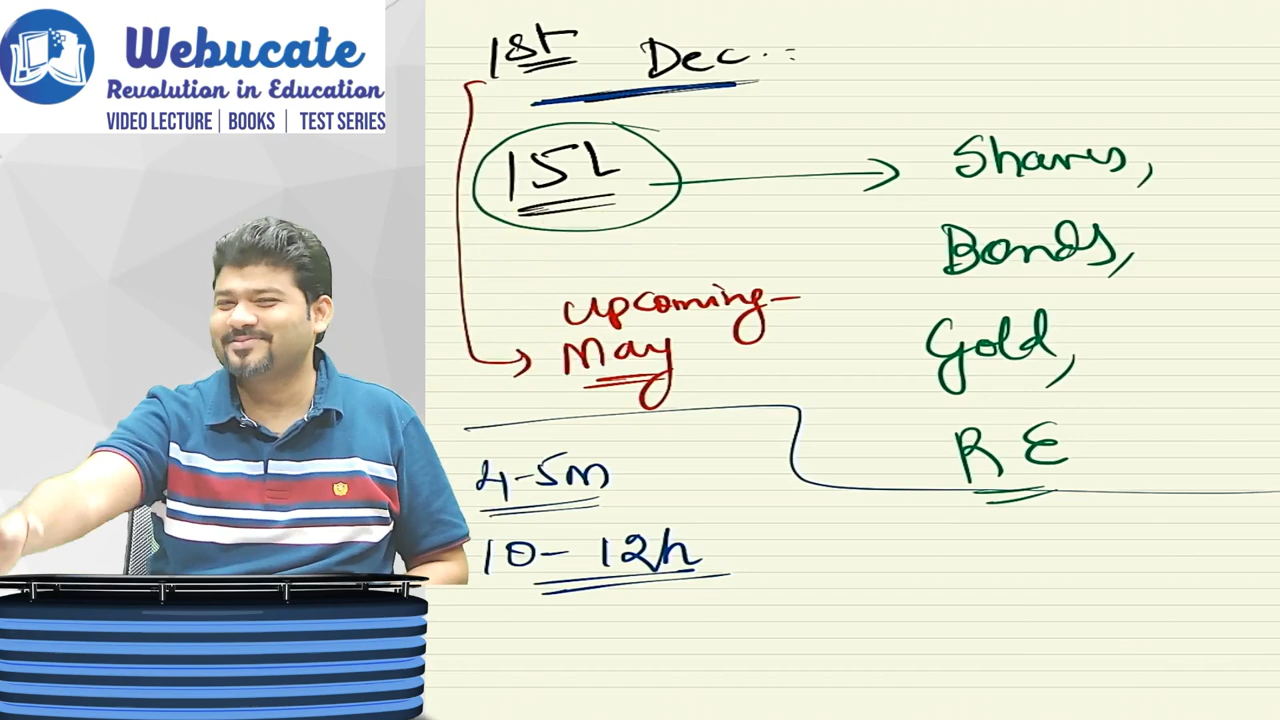 Webucate
Revolution in Education
VIDEO LECTURE | BOOKS | TEST SERIES
1st Dec..:
15L
Shares,
Bonds,
Gold,
RE
Upcoming-
May
4-5m
10-12h